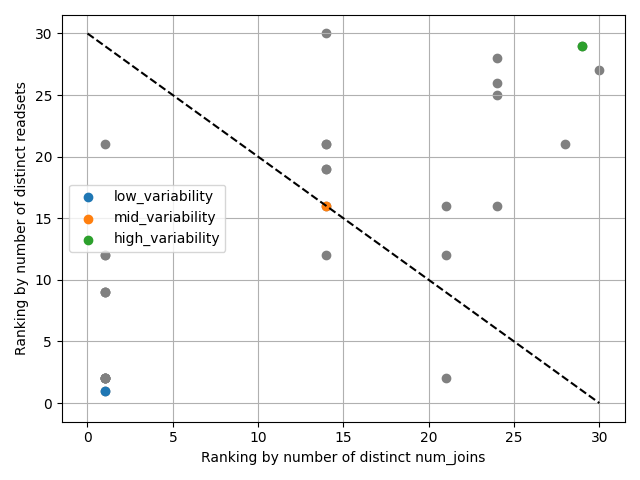 30
25
20
15
10
5
0
Ranking by number of distinct readsets
low_variability
mid_variability
high_variability
0 5 10 15 20 25 30
Ranking by number of distinct num_joins